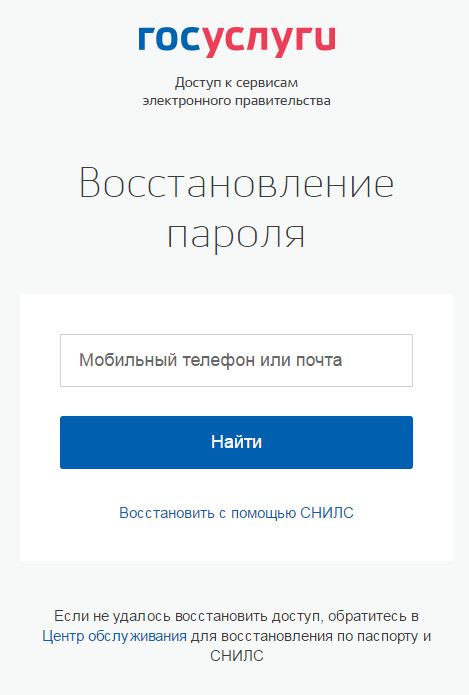 госуслуги
Доступ к сервисам
электронного правительства
Восстановление
пароля
Мобильный телефон или почта
Найти
Восстановить с помощью СНИЛС
Если не удалось восстановить доступ, обратитесь в
Центр обслуживания для восстановления по паспорту и
СНИЛС